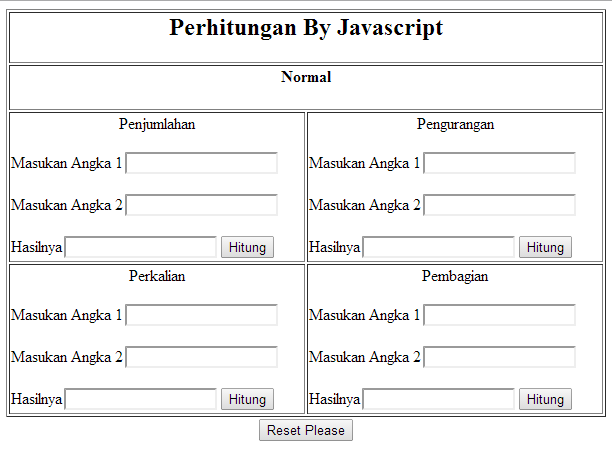 Perhitungan By Javascript
Normal
Penjumlahan
Masukan Angka 1
Masukan Angka 2
Hasilnya Hitung
Pengurangan
Masukan Angka 1
Masukan Angka 2
Hasilnya Hitung
Perkalian
Masukan Angka 1
Masukan Angka 2
Hasilnya Hitung
Pembagian
Masukan Angka 1
Masukan Angka 2
Hasilnya Hitung
Reset Please